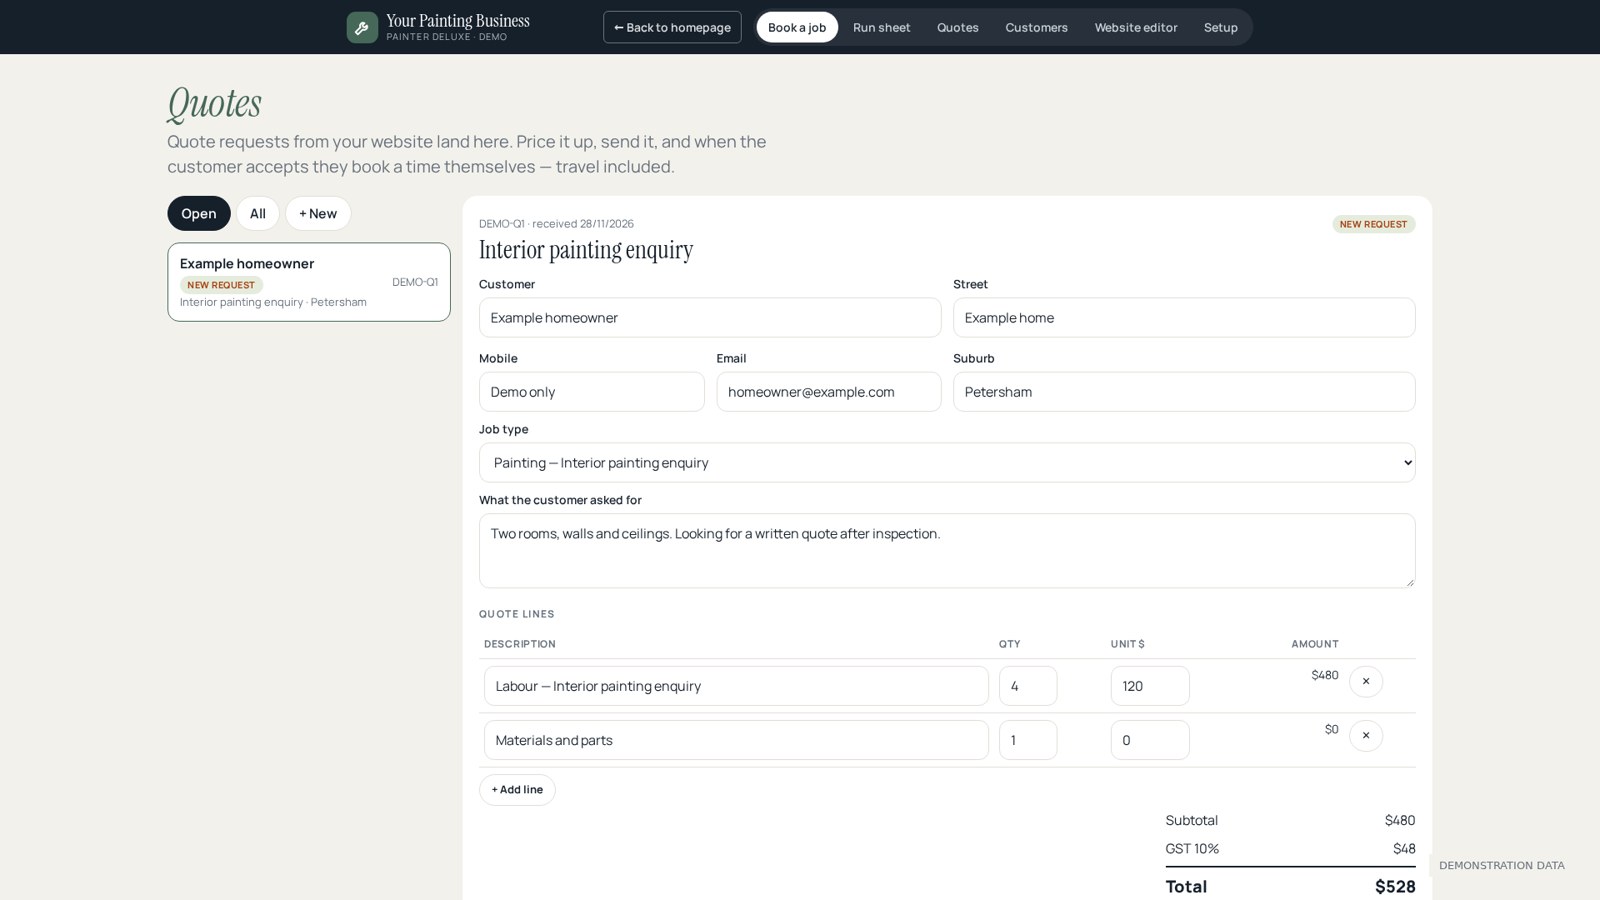 Your Painting Business
PAINTER DELUXE · DEMO
← Back to homepage
Book a job
Run sheet
Quotes
Customers
Website editor
Setup
Quotes
Quote requests from your website land here. Price it up, send it, and when the
customer accepts they book a time themselves — travel included.
Open
All
+ New
Example homeowner
NEW REQUEST
DEMO-Q1
Interior painting enquiry · Petersham
DEMO-Q1 · received 28/11/2026
NEW REQUEST
Interior painting enquiry
Customer
Street
Example homeowner
Example home
Mobile
Email
Suburb
Demo only
homeowner@example.com
Petersham
Job type
Painting — Interior painting enquiry
What the customer asked for
Two rooms, walls and ceilings. Looking for a written quote after inspection.
QUOTE LINES
DESCRIPTION
QTY
UNIT $
AMOUNT
Labour — Interior painting enquiry
4
120
$480
×
Materials and parts
1
0
$0
×
+ Add line
Subtotal
$480
GST 10%
$48
Total
$528
DEMONSTRATION DATA